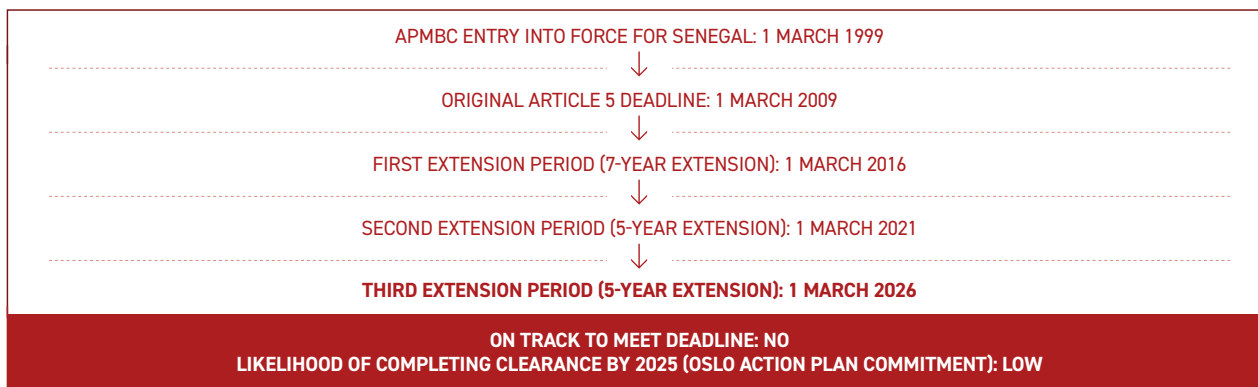 APMBC ENTRY INTO FORCE FOR SENEGAL: 1 MARCH 1999
ORIGINAL ARTICLE 5 DEADLINE: 1 MARCH 2009
FIRST EXTENSION PERIOD (7-YEAR EXTENSION): 1 MARCH 2016
SECOND EXTENSION PERIOD (5-YEAR EXTENSION): 1 MARCH 2021
THIRD EXTENSION PERIOD (5-YEAR EXTENSION): 1 MARCH 2026
ON TRACK TO MEET DEADLINE: NO
LIKELIHOOD OF COMPLETING CLEARANCE BY 2025 (OSLO ACTION PLAN COMMITMENT): LOW